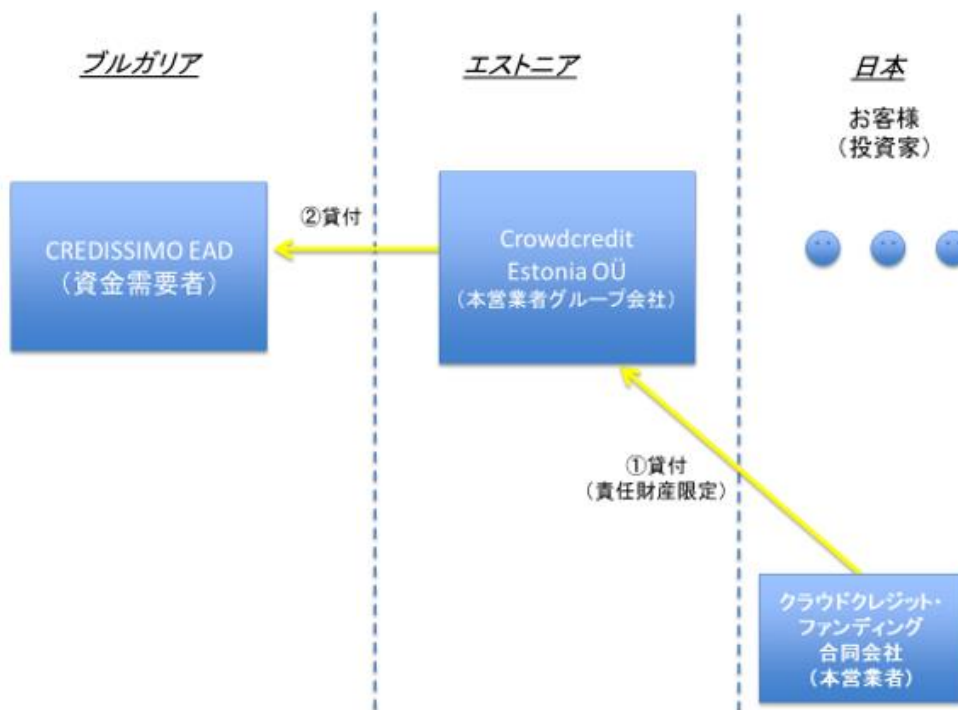 ブルガリア
エストニア
日本
お客様
（投資家）
CREDISSIMO EAD
（資金需要者）
②貸付
Crowdcredit
Estonia OÜ
（本営業者グループ会社）
①貸付
（責任財産限定）
クラウドクレジット・
ファンディング
合同会社
（本営業者）